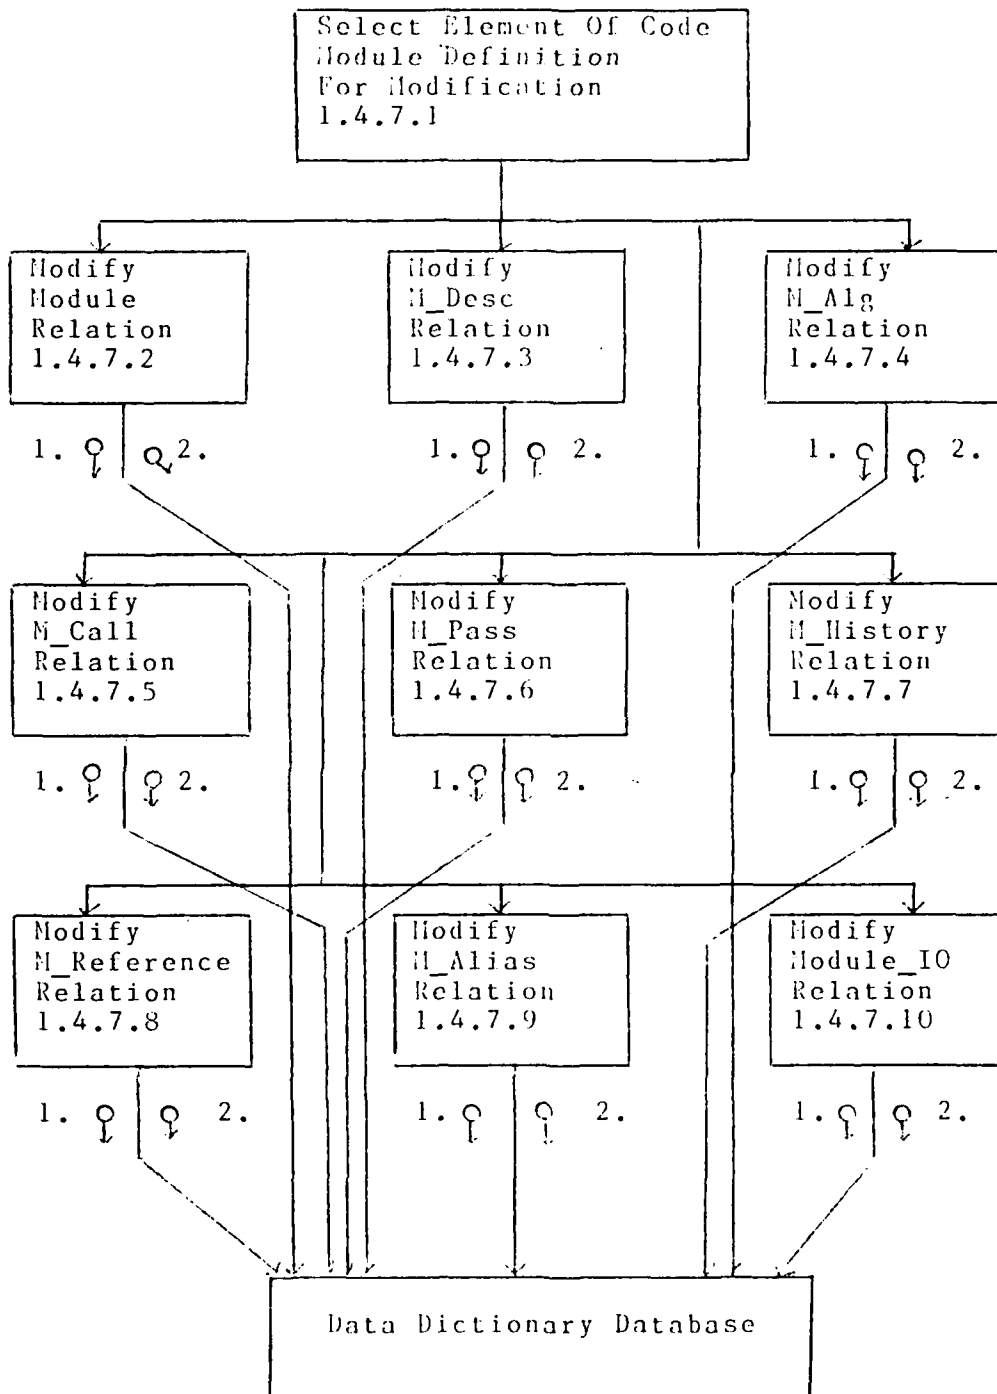 Select Element Of Code
Module Definition
For Modification
1.4.7.1
Modify
Module
Relation
1.4.7.2
Modify
M_Desc
Relation
1.4.7.3
Modify
M_Alg
Relation
1.4.7.4
1. 2.
1. 2.
1. 2.
Modify
M_Call
Relation
1.4.7.5
Modify
M_Pass
Relation
1.4.7.6
Modify
M_History
Relation
1.4.7.7
1. 2.
1. 2.
1. 2.
Modify
M_Reference
Relation
1.4.7.8
Modify
M_Alias
Relation
1.4.7.9
Modify
Module_IO
Relation
1.4.7.10
1. 2.
1. 2.
1. 2.
Data Dictionary Database